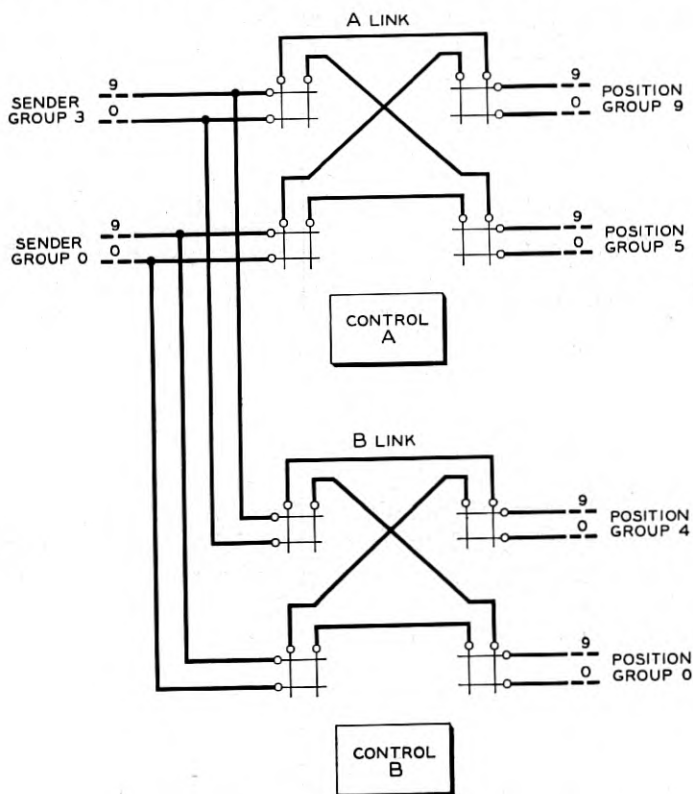 A LINK
9
SENDER
GROUP 3
0
9
POSITION
GROUP 9
0
9
SENDER
GROUP 0
0
9
POSITION
GROUP 5
0
CONTROL
A
B LINK
9
POSITION
GROUP 4
0
9
POSITION
GROUP 0
0
CONTROL
B